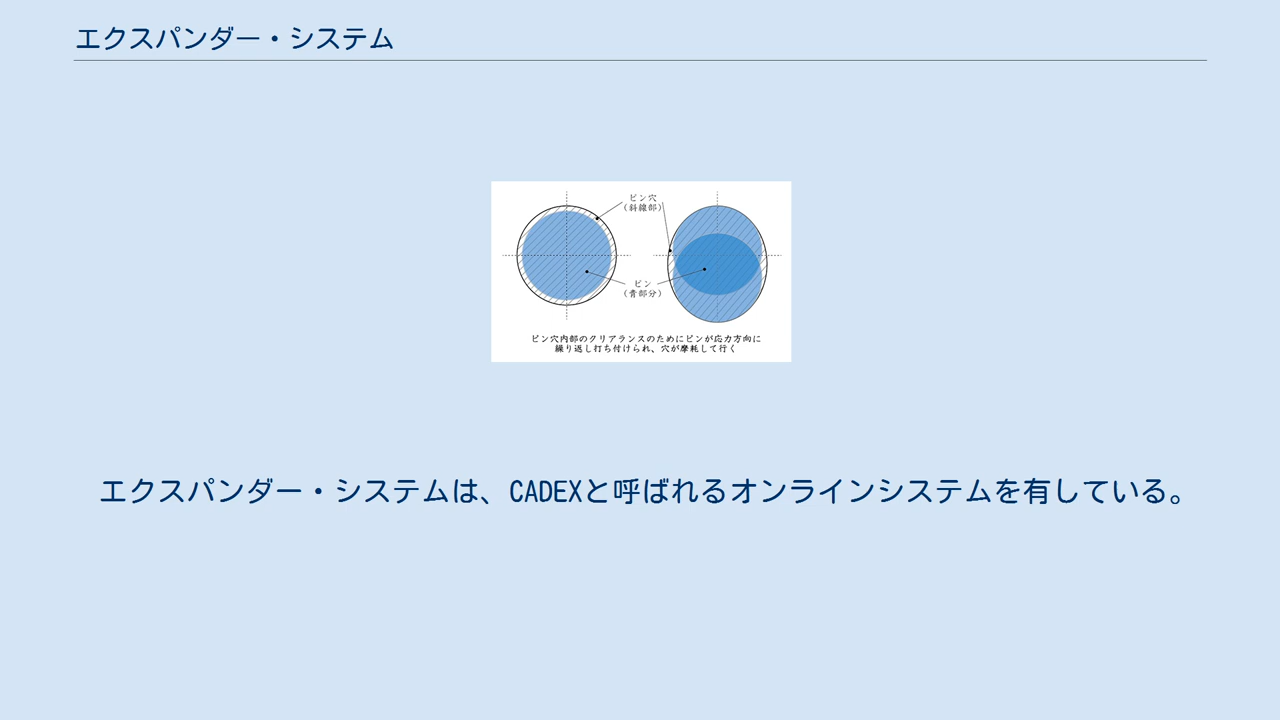 エクスパンダー・システム
ピン穴
（斜線部）
ピン
（青部分）
ピン穴内部のクリアランスのためにピンが応力方向に
繰り返し打ち付けられ、穴が摩耗して行く
エクスパンダー・システムは、CADEXと呼ばれるオンラインシステムを有している。